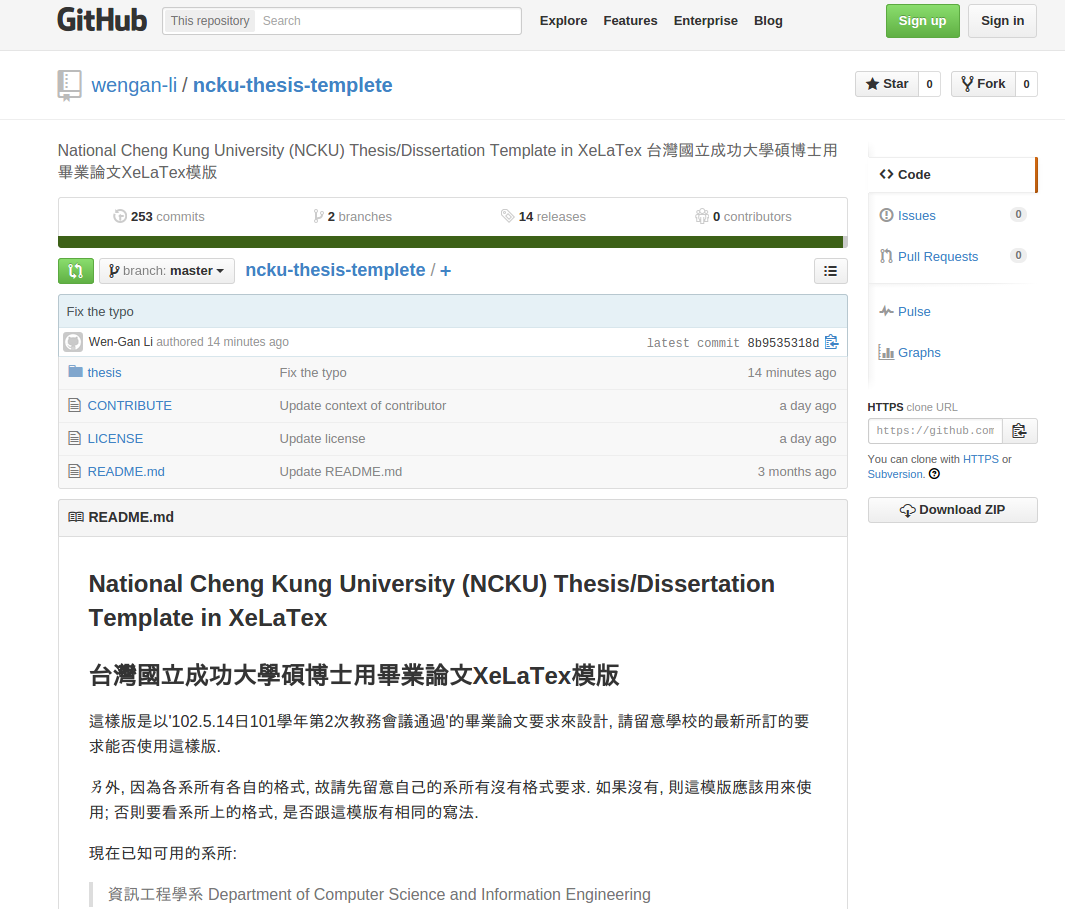 GitHub This repository Search Explore Features Enterprise Blog Sign up Sign in
wengan-li / ncku-thesis-templete Star 0 Fork 0
National Cheng Kung University (NCKU) Thesis/Dissertation Template in XeLaTex 台灣國立成功大學碩博士用
畢業論文XeLaTex模版
253 commits 2 branches 14 releases 0 contributors
branch: master ncku-thesis-templete / +
Fix the typo
Wen-Gan Li authored 14 minutes ago latest commit 8b9535318d
thesis Fix the typo 14 minutes ago
CONTRIBUTE Update context of contributor a day ago
LICENSE Update license a day ago
README.md Update README.md 3 months ago
README.md
National Cheng Kung University (NCKU) Thesis/Dissertation
Template in XeLaTex
台灣國立成功大學碩博士用畢業論文XeLaTex模版
這樣版是以'102.5.14日101學年第2次教務會議通過'的畢業論文要求來設計, 請留意學校的最新所訂的要
求能否使用這樣版.
ㄞ外, 因為各系所有各自的格式, 故請先留意自己的系所有沒有格式要求. 如果沒有, 則這模版應該用來使
用; 否則要看系所上的格式, 是否跟這模版有相同的寫法.
現在已知可用的系所:
資訊工程學系 Department of Computer Science and Information Engineering
Code
Issues 0
Pull Requests 0
Pulse
Graphs
HTTPS clone URL
https://github.com
You can clone with HTTPS or
Subversion.
Download ZIP